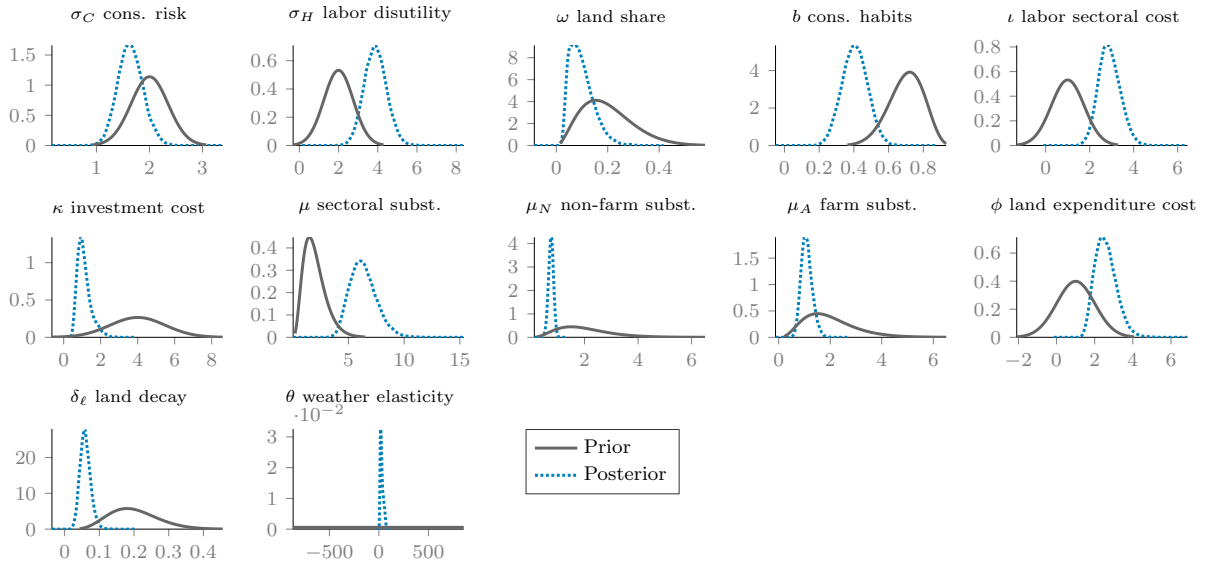 σ_C cons. risk
σ_H labor disutility
ω land share
b cons. habits
ι labor sectoral cost
1.5
1
0.5
0
1 2 3
0.6
0.4
0.2
0
0 2 4 6 8
8
6
4
2
0
0 0.2 0.4
4
2
0
0 0.2 0.4 0.6 0.8
0.8
0.6
0.4
0.2
0
0 2 4 6
κ investment cost
μ sectoral subst.
μ_N non-farm subst.
μ_A farm subst.
ϕ land expenditure cost
1
0.5
0
0 2 4 6 8
0.4
0.3
0.2
0.1
0
5 10 15
4
3
2
1
0
2 4 6
1.5
1
0.5
0
0 2 4 6
0.6
0.4
0.2
0
−2 0 2 4 6
δ_ℓ land decay
θ weather elasticity
20
10
0
0 0.1 0.2 0.3 0.4
·10⁻²
3
2
1
0
−500 0 500
Prior
Posterior